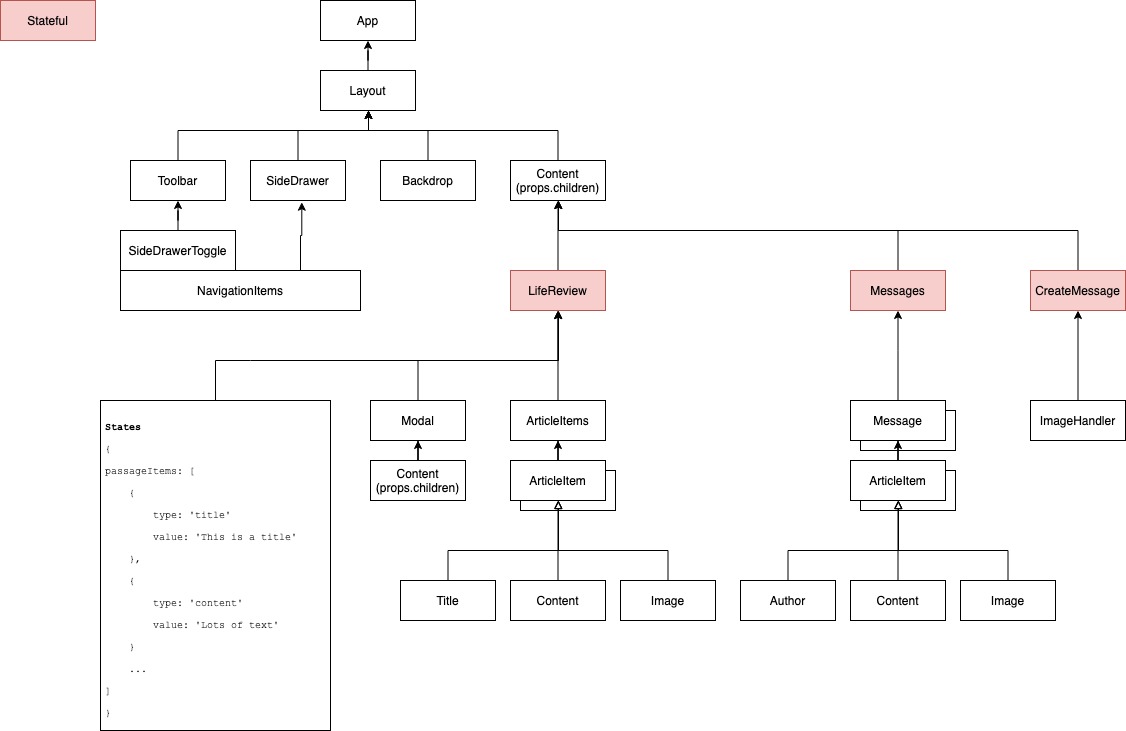 Stateful
App
Layout
Toolbar
SideDrawer
Backdrop
Content
(props.children)
SideDrawerToggle
NavigationItems
LifeReview
Messages
CreateMessage
States
{
passageItems: [
{
type: 'title'
value: 'This is a title'
},
{
type: 'content'
value: 'Lots of text'
}
...
]
}
Modal
Content
(props.children)
ArticleItems
ArticleItem
Title
Content
Image
Message
ArticleItem
Author
Content
Image
ImageHandler